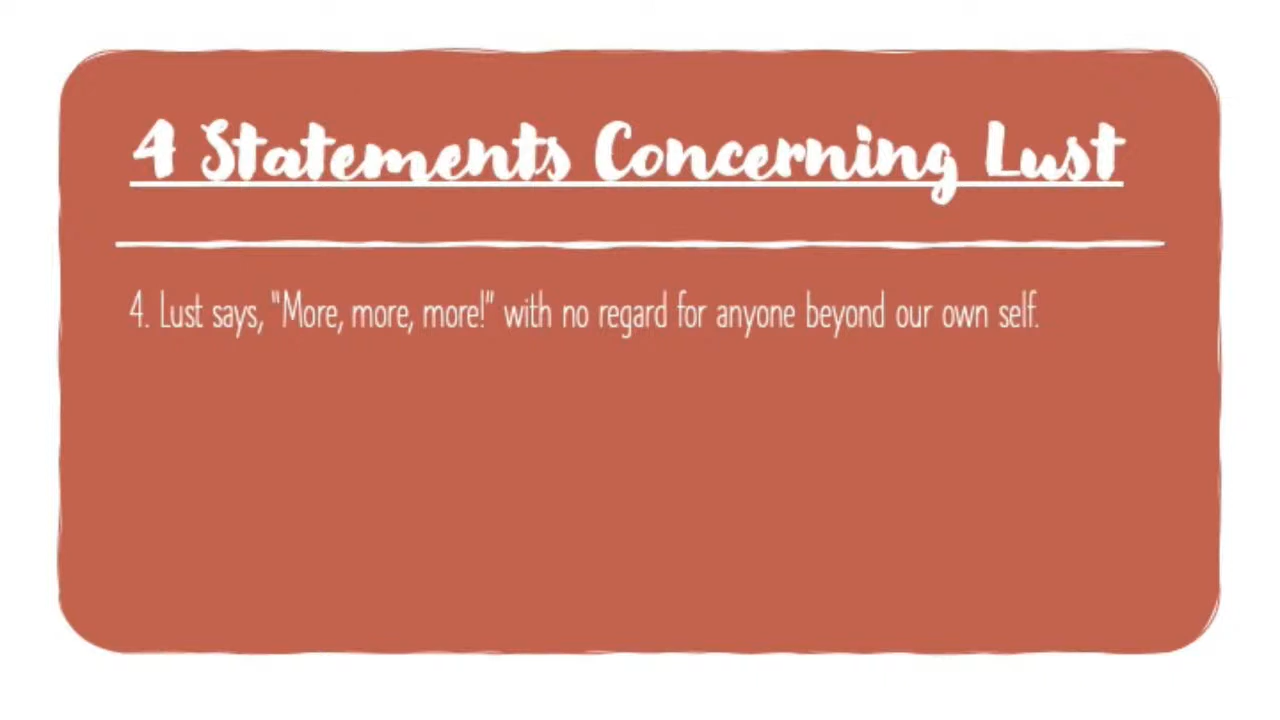 4 Statements Concerning Lust
4. Lust says, "More, more, more!" with no regard for anyone beyond our own self.